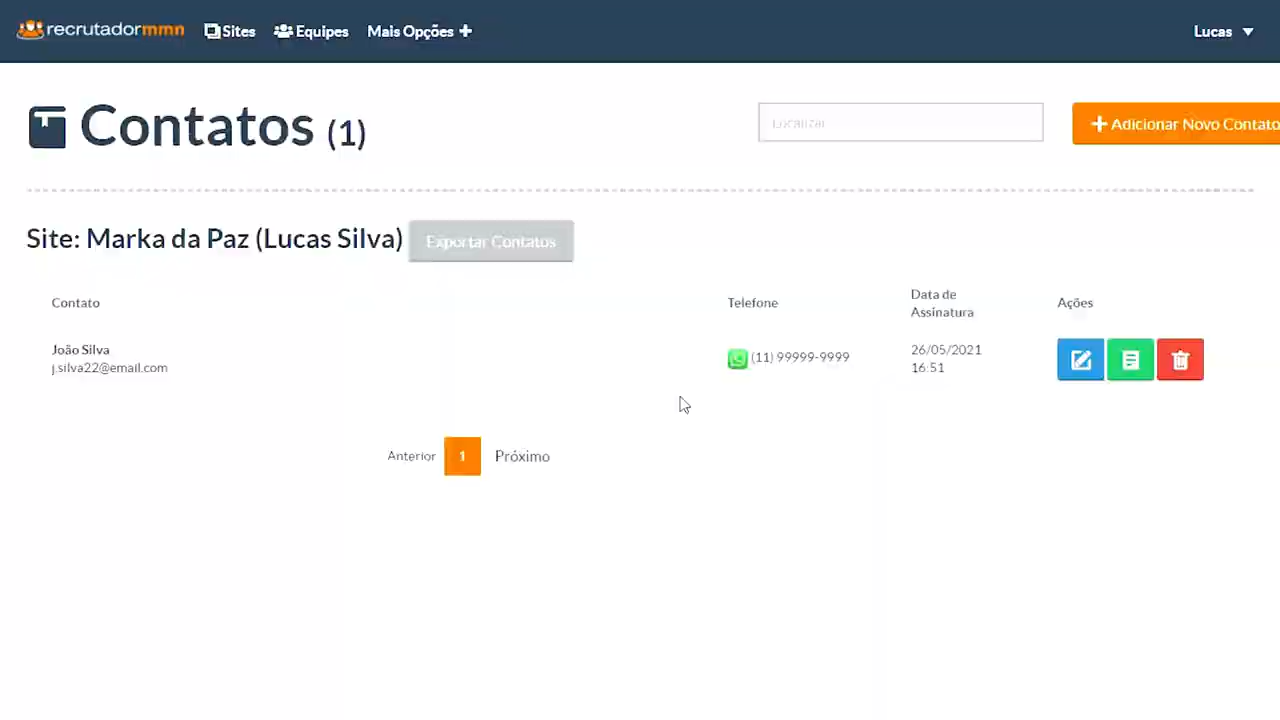 recrutadormmn Sites Equipes Mais Opções Lucas
Contatos (1)
Localizar
Adicionar Novo Contato
Site: Marka da Paz (Lucas Silva) Exportar Contatos
Contato Telefone Data de Assinatura Ações
João Silva
j.silva22@email.com
(11) 99999-9999
26/05/2021
16:51
Anterior 1 Próximo